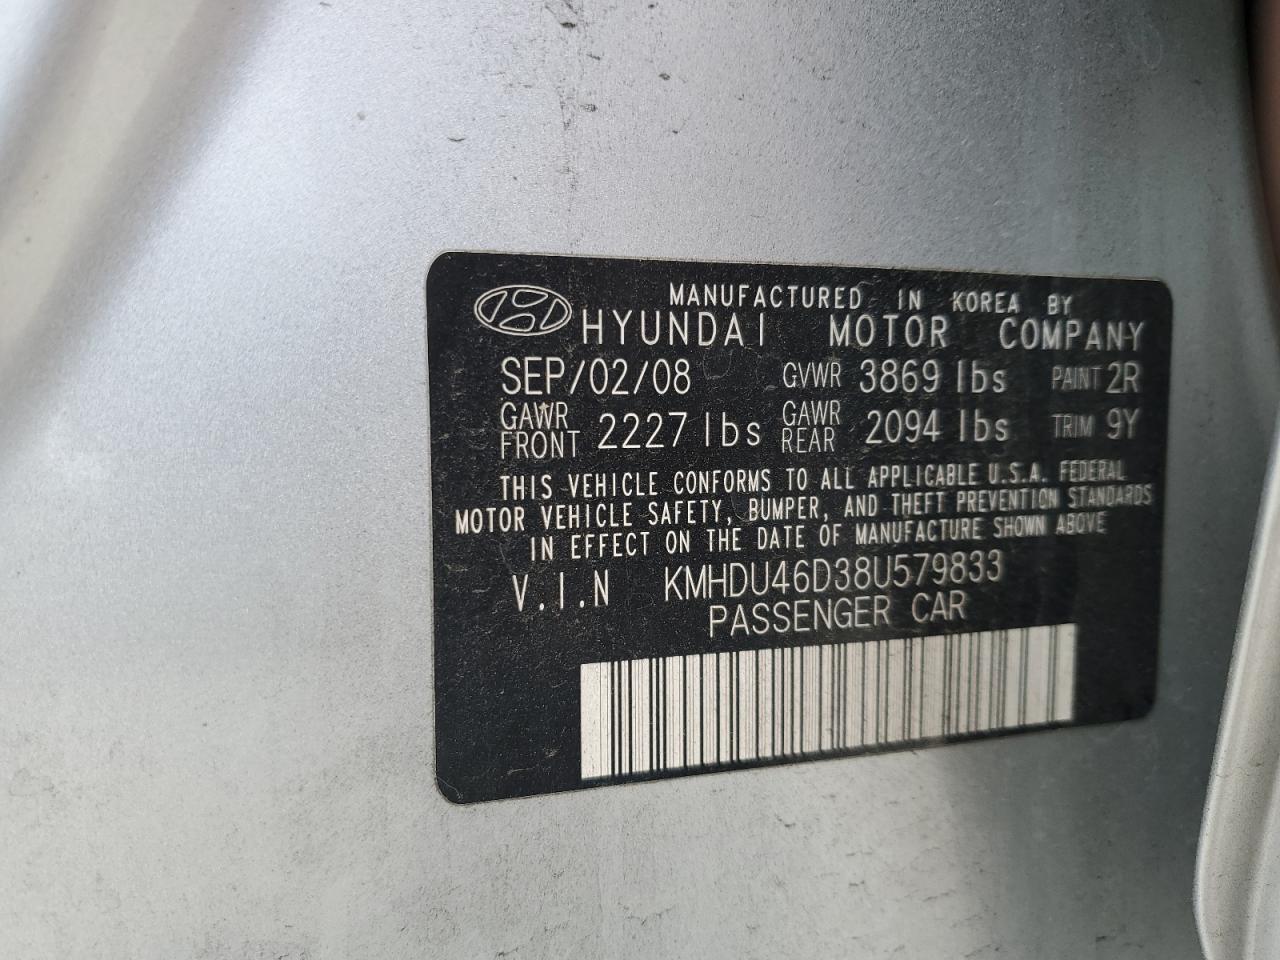 MANUFACTURED IN KOREA BY
HYUNDAI MOTOR COMPANY
SEP/02/08 GVWR 3869 lbs PAINT 2R
GAWR FRONT 2227 lbs GAWR REAR 2094 lbs TRIM 9Y
THIS VEHICLE CONFORMS TO ALL APPLICABLE U.S.A. FEDERAL
MOTOR VEHICLE SAFETY, BUMPER, AND THEFT PREVENTION STANDARDS
IN EFFECT ON THE DATE OF MANUFACTURE SHOWN ABOVE
V.I.N KMHDU46D38U579833
PASSENGER CAR